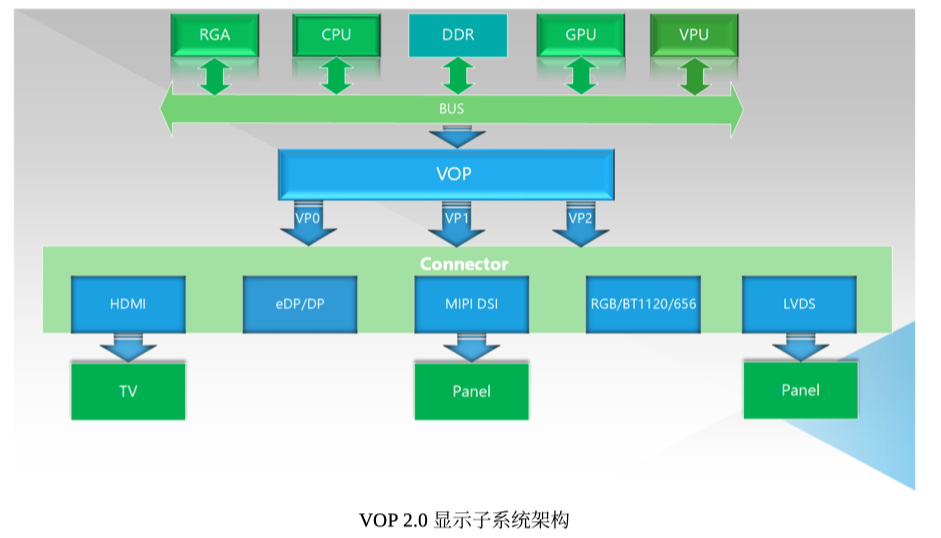 RGA CPU DDR GPU VPU
BUS
VOP
VP0 VP1 VP2
Connector
HDMI eDP/DP MIPI DSI RGB/BT1120/656 LVDS
TV Panel Panel
VOP 2.0 显示子系统架构